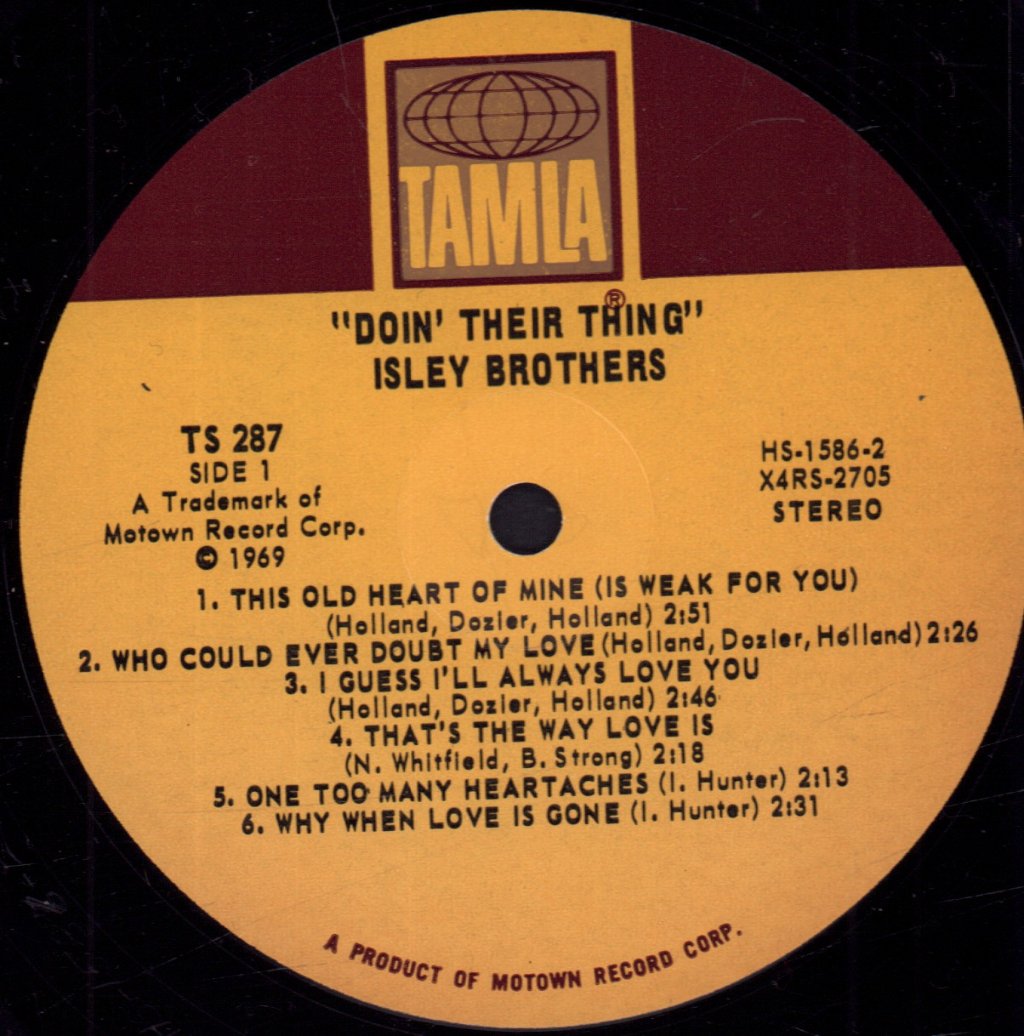 TAMLA
®
"DOIN' THEIR THING"
ISLEY BROTHERS
TS 287
SIDE 1
A Trademark of
Motown Record Corp.
© 1969
HS-1586-2
X4RS-2705
STEREO
1. THIS OLD HEART OF MINE (IS WEAK FOR YOU)
(Holland, Dozier, Holland) 2:51
2. WHO COULD EVER DOUBT MY LOVE (Holland, Dozier, Holland) 2:26
3. I GUESS I'LL ALWAYS LOVE YOU
(Holland, Dozier, Holland) 2:46
4. THAT'S THE WAY LOVE IS
(N. Whitfield, B. Strong) 2:18
5. ONE TOO MANY HEARTACHES (I. Hunter) 2:13
6. WHY WHEN LOVE IS GONE (I. Hunter) 2:31
A PRODUCT OF MOTOWN RECORD CORP.